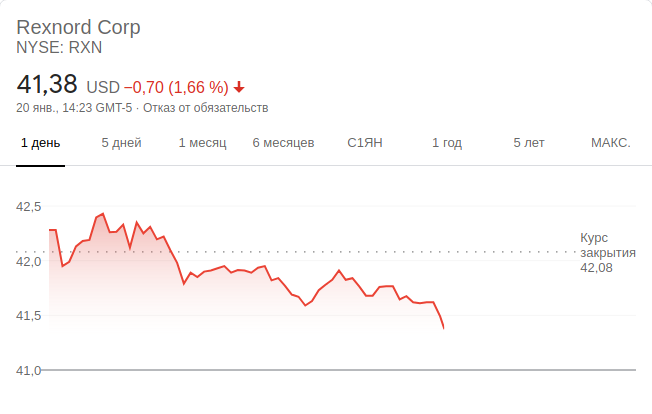 Rexnord Corp
NYSE: RXN
41,38 USD −0,70 (1,66 %)
20 янв., 14:23 GMT-5 · Отказ от обязательств
1 день 5 дней 1 месяц 6 месяцев С1ЯН 1 год 5 лет МАКС.
42,5
Курс
закрытия
42,08
42,0
41,5
41,0